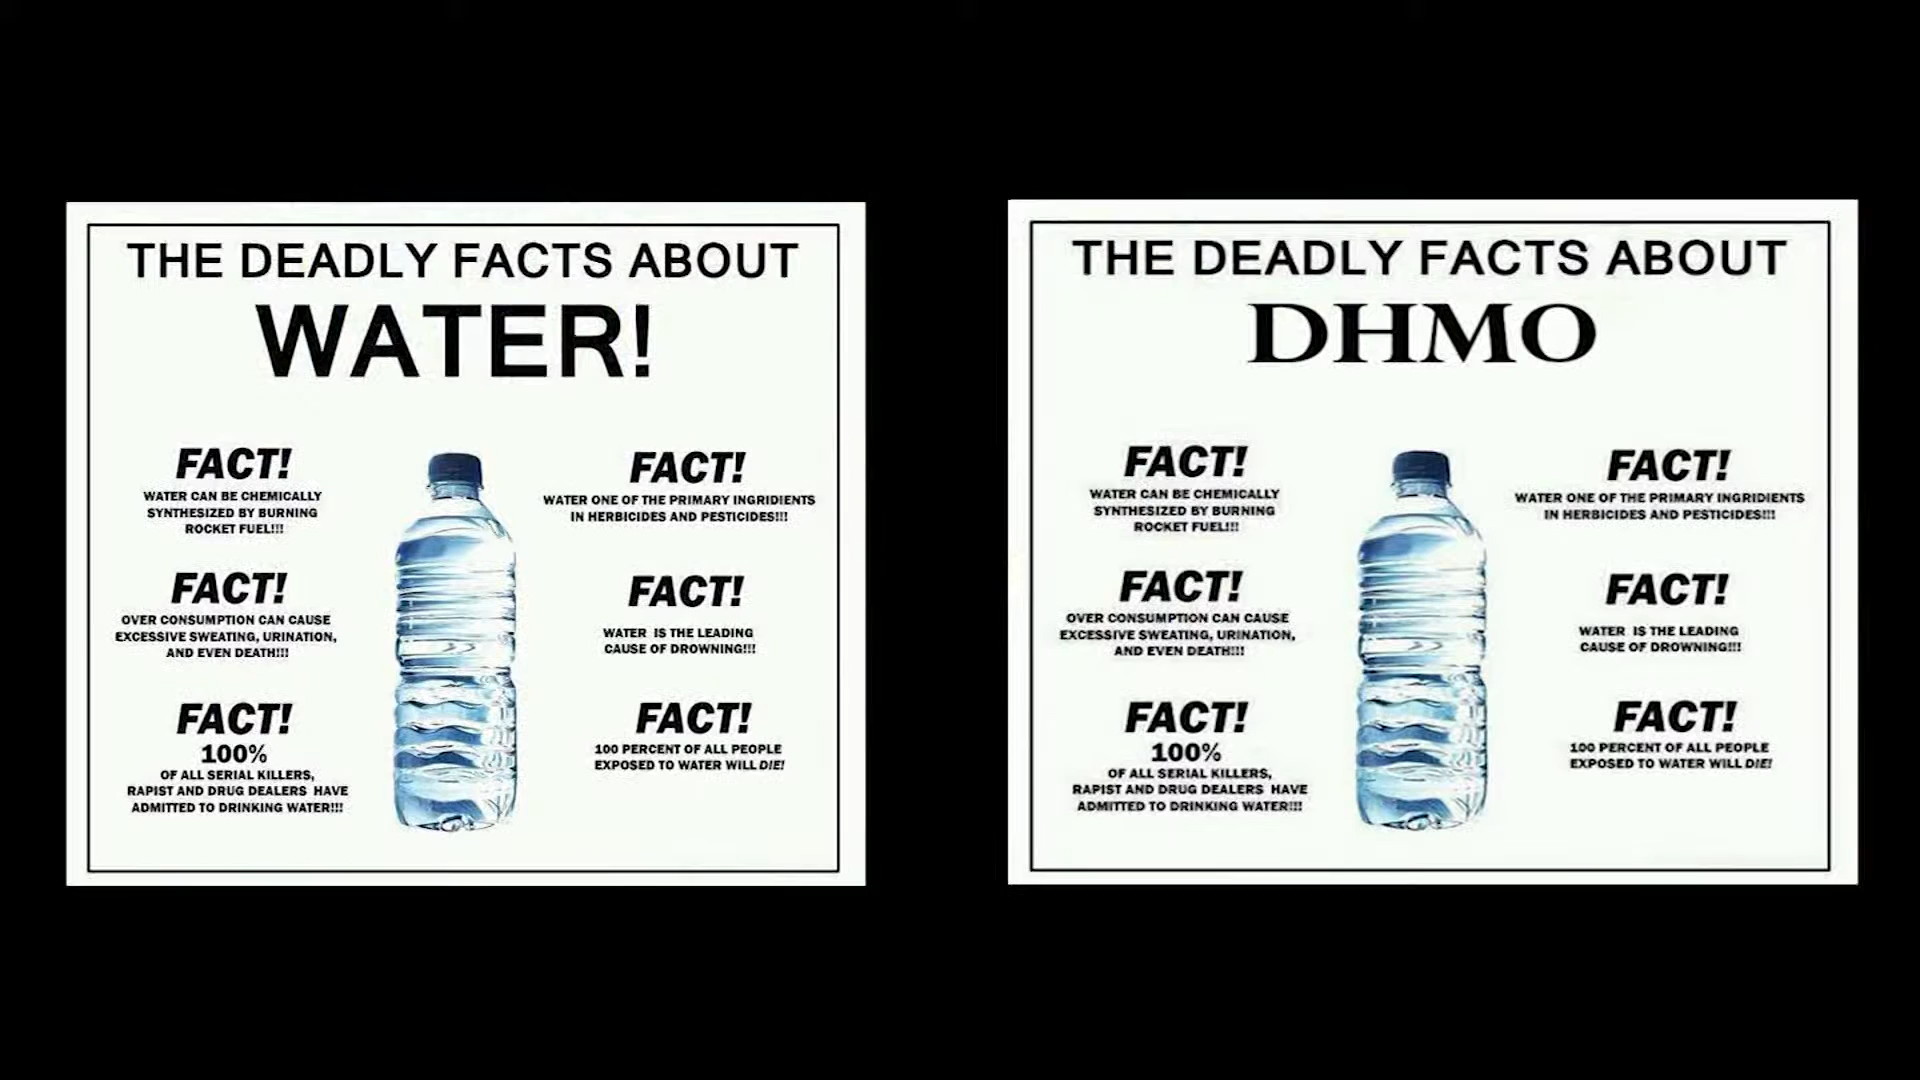 THE DEADLY FACTS ABOUT
WATER!
FACT!
WATER CAN BE CHEMICALLY
SYNTHESIZED BY BURNING
ROCKET FUEL!!!
FACT!
OVER CONSUMPTION CAN CAUSE
EXCESSIVE SWEATING, URINATION,
AND EVEN DEATH!!!
FACT!
100%
OF ALL SERIAL KILLERS,
RAPIST AND DRUG DEALERS HAVE
ADMITTED TO DRINKING WATER!!!
FACT!
WATER ONE OF THE PRIMARY INGRIDIENTS
IN HERBICIDES AND PESTICIDES!!!
FACT!
WATER IS THE LEADING
CAUSE OF DROWNING!!!
FACT!
100 PERCENT OF ALL PEOPLE
EXPOSED TO WATER WILL DIE!
THE DEADLY FACTS ABOUT
DHMO
FACT!
WATER CAN BE CHEMICALLY
SYNTHESIZED BY BURNING
ROCKET FUEL!!!
FACT!
OVER CONSUMPTION CAN CAUSE
EXCESSIVE SWEATING, URINATION,
AND EVEN DEATH!!!
FACT!
100%
OF ALL SERIAL KILLERS,
RAPIST AND DRUG DEALERS HAVE
ADMITTED TO DRINKING WATER!!!
FACT!
WATER ONE OF THE PRIMARY INGRIDIENTS
IN HERBICIDES AND PESTICIDES!!!
FACT!
WATER IS THE LEADING
CAUSE OF DROWNING!!!
FACT!
100 PERCENT OF ALL PEOPLE
EXPOSED TO WATER WILL DIE!